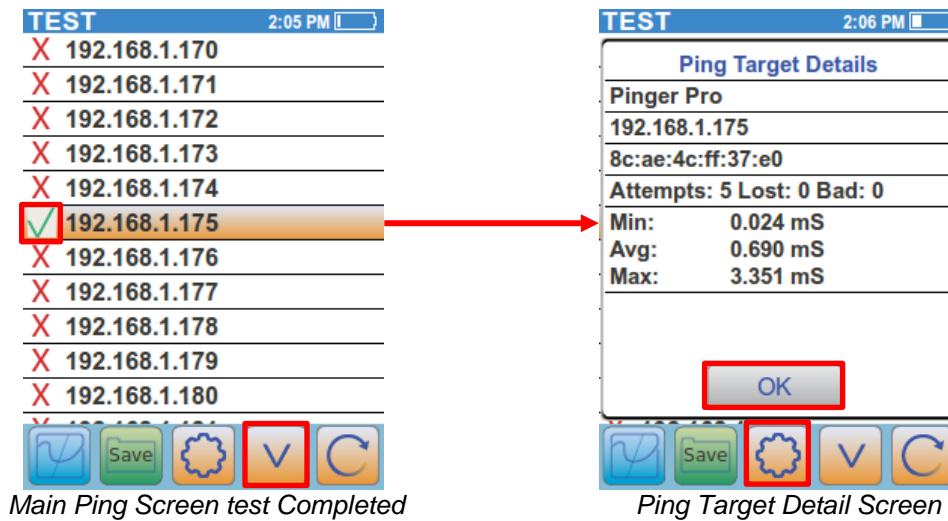 TEST 2:05 PM
X 192.168.1.170
X 192.168.1.171
X 192.168.1.172
X 192.168.1.173
X 192.168.1.174
192.168.1.175
X 192.168.1.176
X 192.168.1.177
X 192.168.1.178
X 192.168.1.179
X 192.168.1.180
Save
V
Main Ping Screen test Completed
TEST 2:06 PM
Ping Target Details
Pinger Pro
192.168.1.175
8c:ae:4c:ff:37:e0
Attempts: 5 Lost: 0 Bad: 0
Min: 0.024 mS
Avg: 0.690 mS
Max: 3.351 mS
OK
Save
V
Ping Target Detail Screen